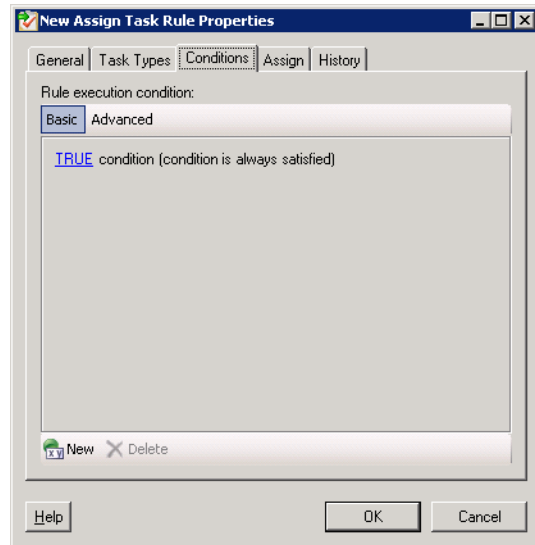 New Assign Task Rule Properties
General Task Types Conditions Assign History
Rule execution condition:
Basic Advanced
TRUE condition (condition is always satisfied)
New Delete
Help OK Cancel